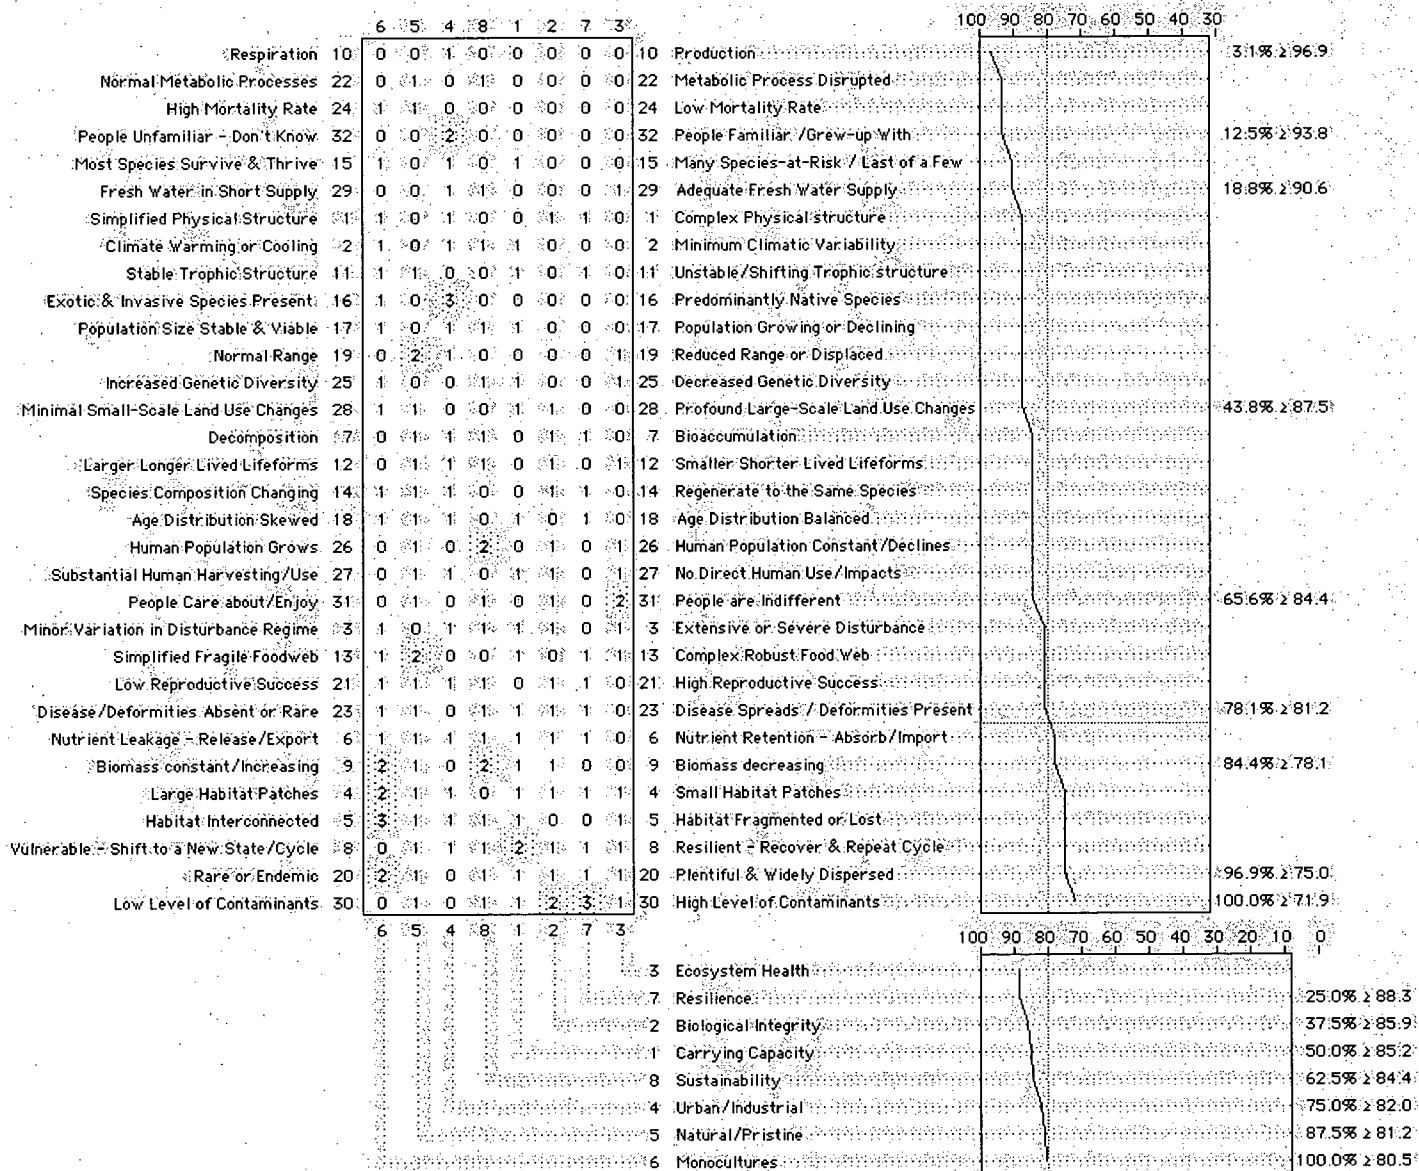 6 5 4 8 1 2 7 3 100 90 80 70 60 50 40 30
Respiration 10 0 0 1 0 0 0 0 0 10 Production 3.1% ≥ 96.9
Normal Metabolic Processes 22 0 1 0 1 0 0 0 0 22 Metabolic Process Disrupted
High Mortality Rate 24 1 1 0 0 0 0 0 0 24 Low Mortality Rate
People Unfamiliar - Don't Know 32 0 0 2 0 0 0 0 0 32 People Familiar /Grew-up With 12.5% ≥ 93.8
Most Species Survive & Thrive 15 1 0 1 0 1 0 0 0 15 Many Species-at-Risk / Last of a Few
Fresh Water in Short Supply 29 0 0 1 1 0 0 0 1 29 Adequate Fresh Water Supply 18.8% ≥ 90.6
Simplified Physical Structure 1 1 0 1 0 0 1 1 0 1 Complex Physical structure
Climate Warming or Cooling 2 1 0 1 1 1 0 0 0 2 Minimum Climatic Variability
Stable Trophic Structure 11 1 1 0 0 1 0 1 0 11 Unstable/Shifting Trophic structure
Exotic & Invasive Species Present 16 1 0 3 0 0 0 0 0 16 Predominantly Native Species
Population Size Stable & Viable 17 1 0 1 1 1 0 0 0 17 Population Growing or Declining
Normal Range 19 0 2 1 0 0 0 0 1 19 Reduced Range or Displaced
Increased Genetic Diversity 25 1 0 0 1 1 0 0 1 25 Decreased Genetic Diversity
Minimal Small-Scale Land Use Changes 28 1 1 0 0 1 1 0 0 28 Profound Large-Scale Land Use Changes 43.8% ≥ 87.5
Decomposition 7 0 1 1 1 0 1 1 0 7 Bioaccumulation
Larger Longer Lived Lifeforms 12 0 1 1 1 0 1 0 1 12 Smaller Shorter Lived Lifeforms
Species Composition Changing 14 1 1 1 0 0 1 1 0 14 Regenerate to the Same Species
Age Distribution Skewed 18 1 1 1 0 1 0 1 0 18 Age Distribution Balanced
Human Population Grows 26 0 1 0 2 0 1 0 1 26 Human Population Constant/Declines
Substantial Human Harvesting/Use 27 0 1 1 0 1 1 0 1 27 No Direct Human Use/Impacts
People Care about/Enjoy 31 0 1 0 1 0 1 0 2 31 People are Indifferent 65.6% ≥ 84.4
Minor Variation in Disturbance Regime 3 1 0 1 1 1 1 0 1 3 Extensive or Severe Disturbance
Simplified Fragile Foodweb 13 1 2 0 0 1 0 1 1 13 Complex Robust Food Web
Low Reproductive Success 21 1 1 1 1 0 1 1 0 21 High Reproductive Success
Disease/Deformities Absent or Rare 23 1 1 0 1 1 1 1 0 23 Disease Spreads / Deformities Present 78.1% ≥ 81.2
Nutrient Leakage - Release/Export 6 1 1 1 1 1 1 1 0 6 Nutrient Retention - Absorb/Import
Biomass constant/Increasing 9 2 1 0 2 1 1 0 0 9 Biomass decreasing 84.4% ≥ 78.1
Large Habitat Patches 4 2 1 1 0 1 1 1 1 4 Small Habitat Patches
Habitat Interconnected 5 3 1 1 1 1 0 0 1 5 Habitat Fragmented or Lost
Vulnerable - Shift to a New State/Cycle 8 0 1 1 1 2 1 1 1 8 Resilient - Recover & Repeat Cycle
Rare or Endemic 20 2 1 0 1 1 1 1 1 20 Plentiful & Widely Dispersed 96.9% ≥ 75.0
Low Level of Contaminants 30 0 1 0 1 1 2 3 1 30 High Level of Contaminants 100.0% ≥ 71.9
6 5 4 8 1 2 7 3 100 90 80 70 60 50 40 30 20 10 0
3 Ecosystem Health
7 Resilience 25.0% ≥ 88.3
2 Biological Integrity 37.5% ≥ 85.9
1 Carrying Capacity 50.0% ≥ 85.2
8 Sustainability 62.5% ≥ 84.4
4 Urban/Industrial 75.0% ≥ 82.0
5 Natural/Pristine 87.5% ≥ 81.2
6 Monocultures 100.0% ≥ 80.5